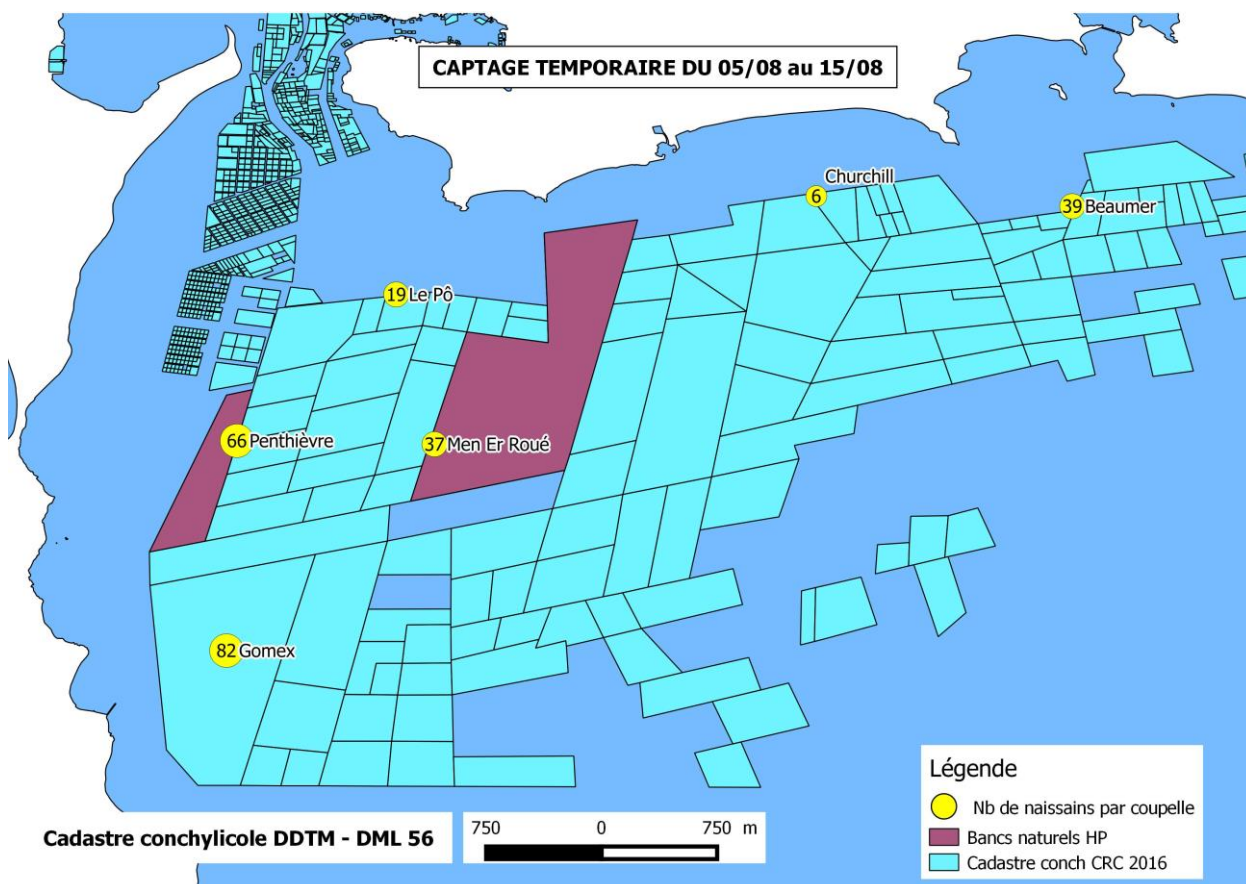 CAPTAGE TEMPORAIRE DU 05/08 au 15/08
Churchill
6
39 Beaumer
19 Le Pô
66 Penthièvre
37 Men Er Roué
82 Gomex
Légende
Nb de naissains par coupelle
Bancs naturels HP
Cadastre conch CRC 2016
Cadastre conchylicole DDTM - DML 56
750 0 750 m